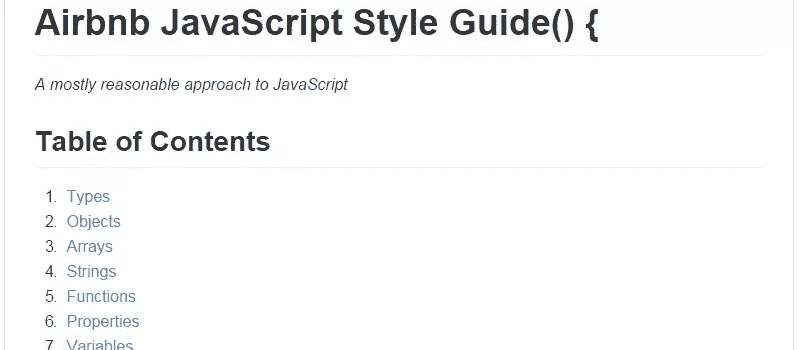 Airbnb JavaScript Style Guide() {
A mostly reasonable approach to JavaScript
Table of Contents
1. Types
2. Objects
3. Arrays
4. Strings
5. Functions
6. Properties
7. Variables